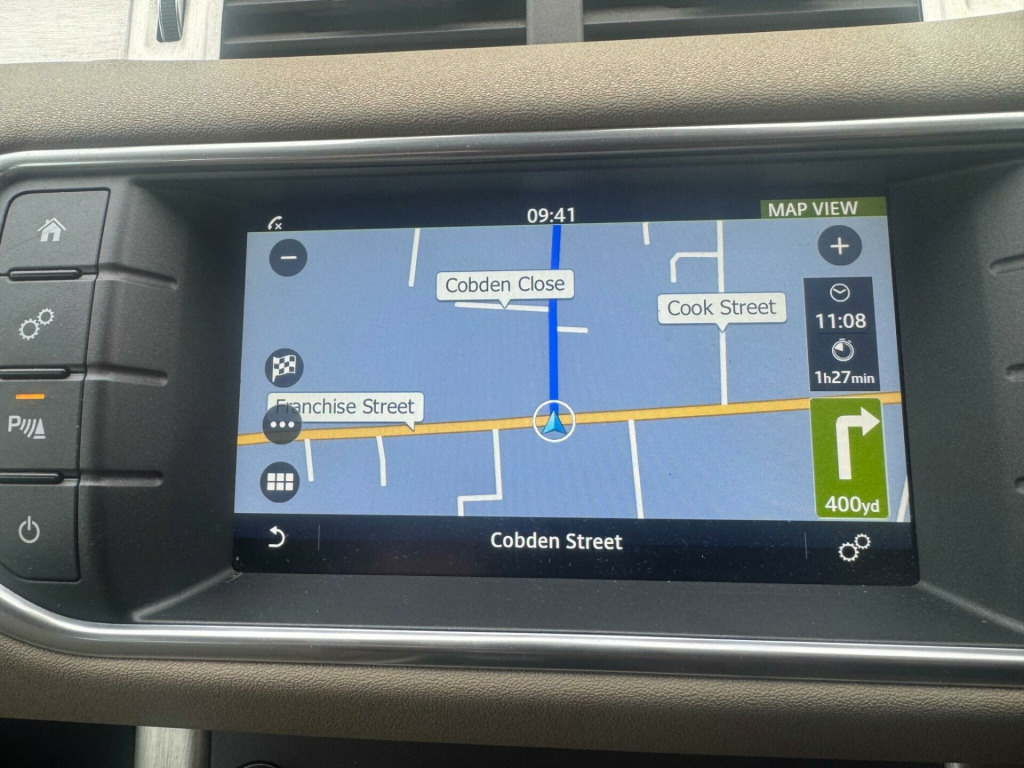 09:41
MAP VIEW
Cobden Close
Cook Street
11:08
1h27min
Franchise Street
P
400yd
Cobden Street